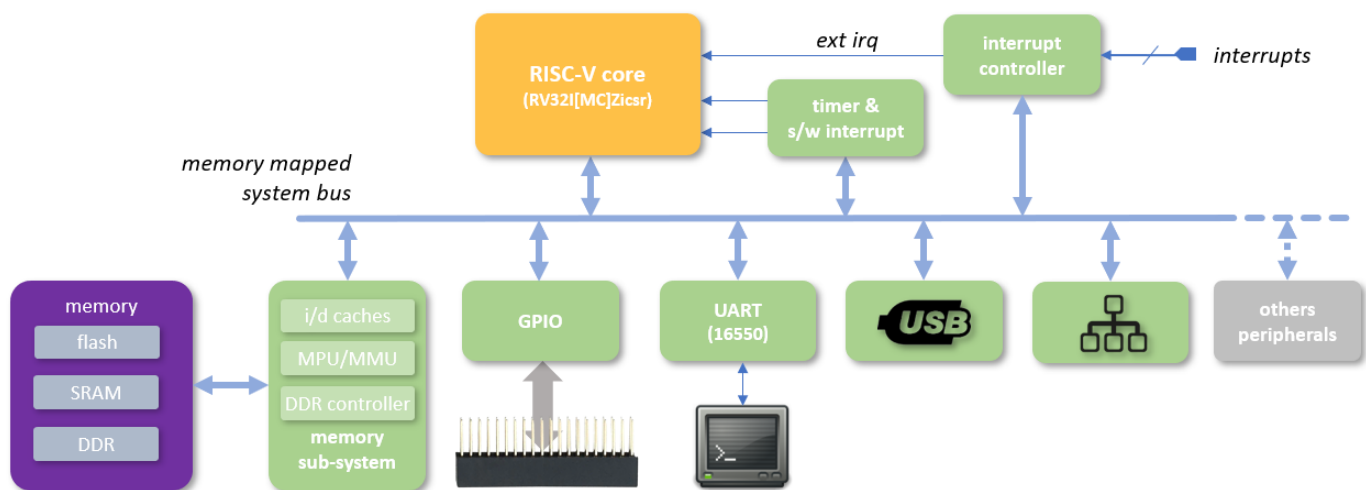 RISC-V core
(RV32I[MC]Zicsr)
ext irq
interrupt
controller
interrupts
timer &
s/w interrupt
memory mapped
system bus
memory
flash
SRAM
DDR
i/d caches
MPU/MMU
DDR controller
memory
sub-system
GPIO
UART
(16550)
>_
USB
others
peripherals